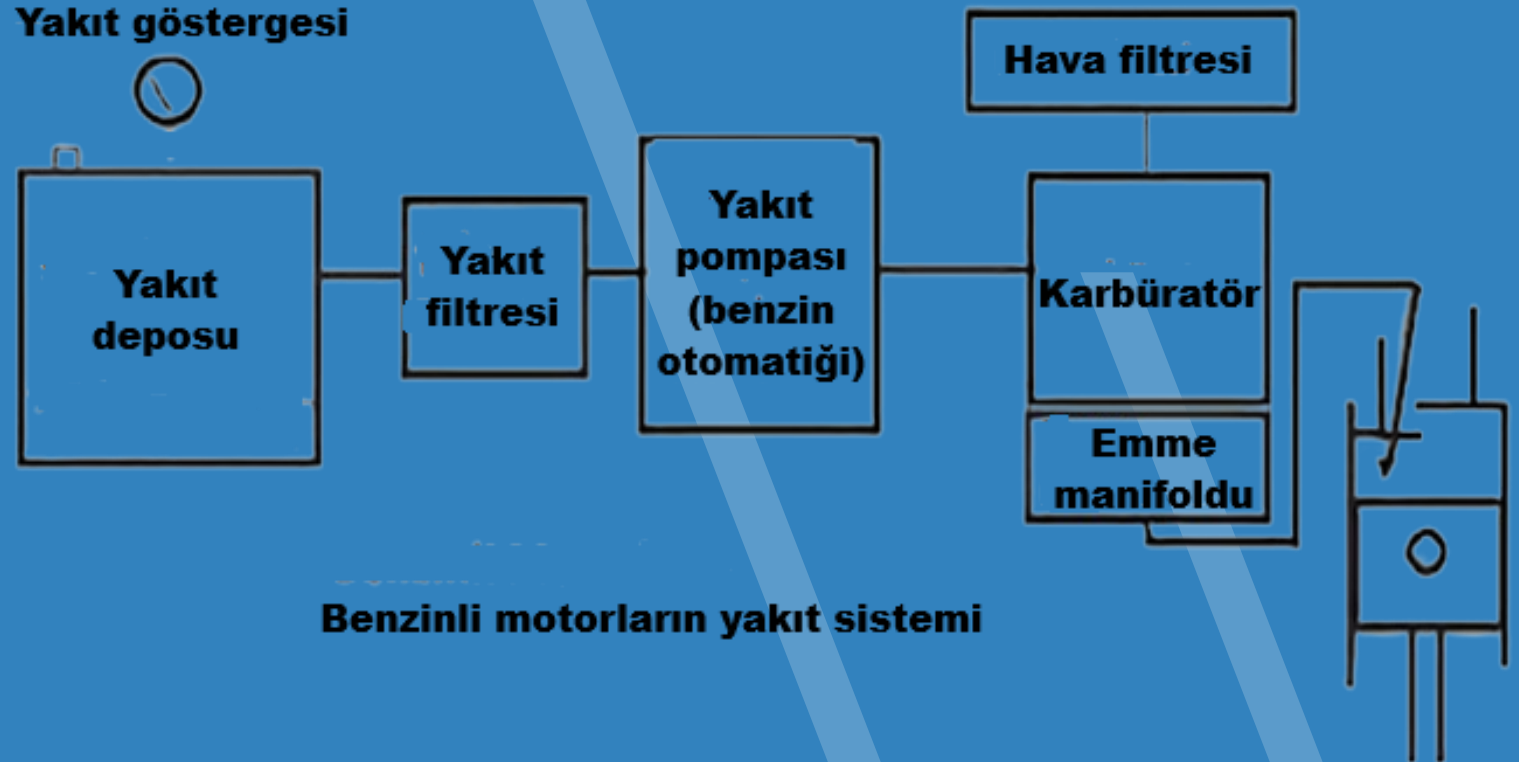 Yakıt göstergesi
Hava filtresi
Yakıt
deposu
Yakıt
filtresi
Yakıt
pompası
(benzin
otomatiği)
Karbüratör
Emme
manifoldu
Benzinli motorların yakıt sistemi